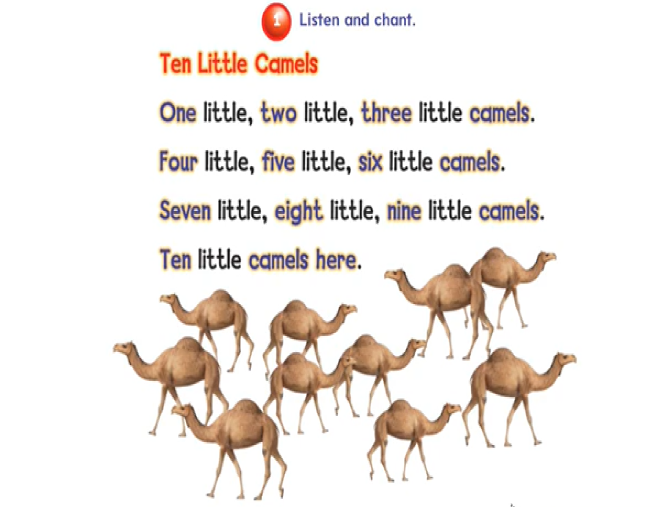 1 Listen and chant.
Ten Little Camels
One little, two little, three little camels.
Four little, five little, six little camels.
Seven little, eight little, nine little camels.
Ten little camels here.